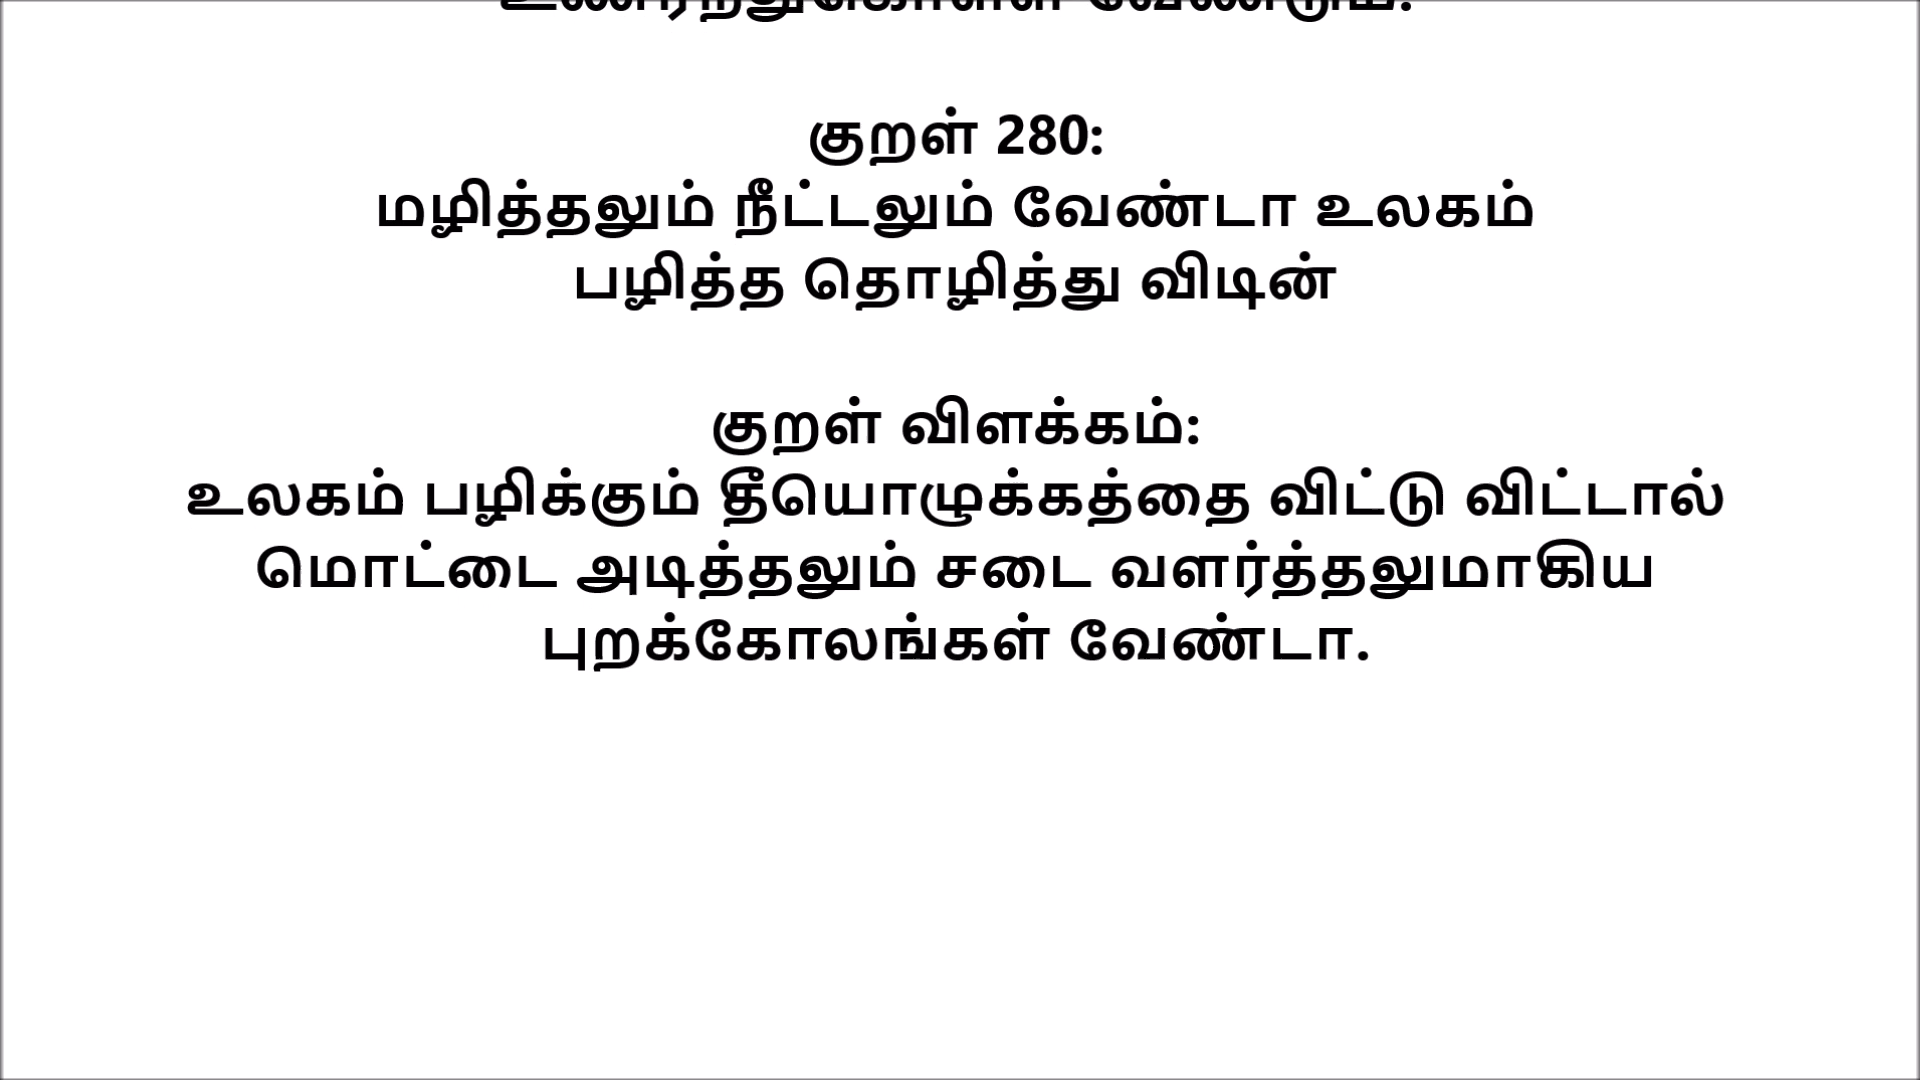 குறள் 280:
மழித்தலும் நீட்டலும் வேண்டா உலகம்
பழித்த தொழித்து விடின்
குறள் விளக்கம்:
உலகம் பழிக்கும் தீயொழுக்கத்தை விட்டு விட்டால்
மொட்டை அடித்தலும் சடை வளர்த்தலுமாகிய
புறக்கோலங்கள் வேண்டா.